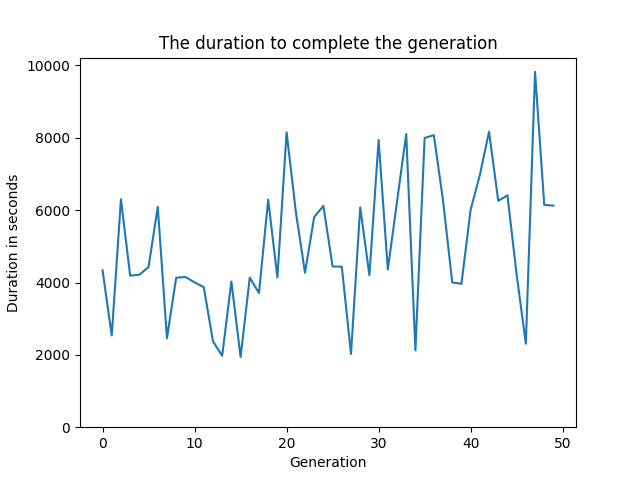 The duration to complete the generation
10000
8000
6000
4000
2000
0
Duration in seconds
0 10 20 30 40 50
Generation